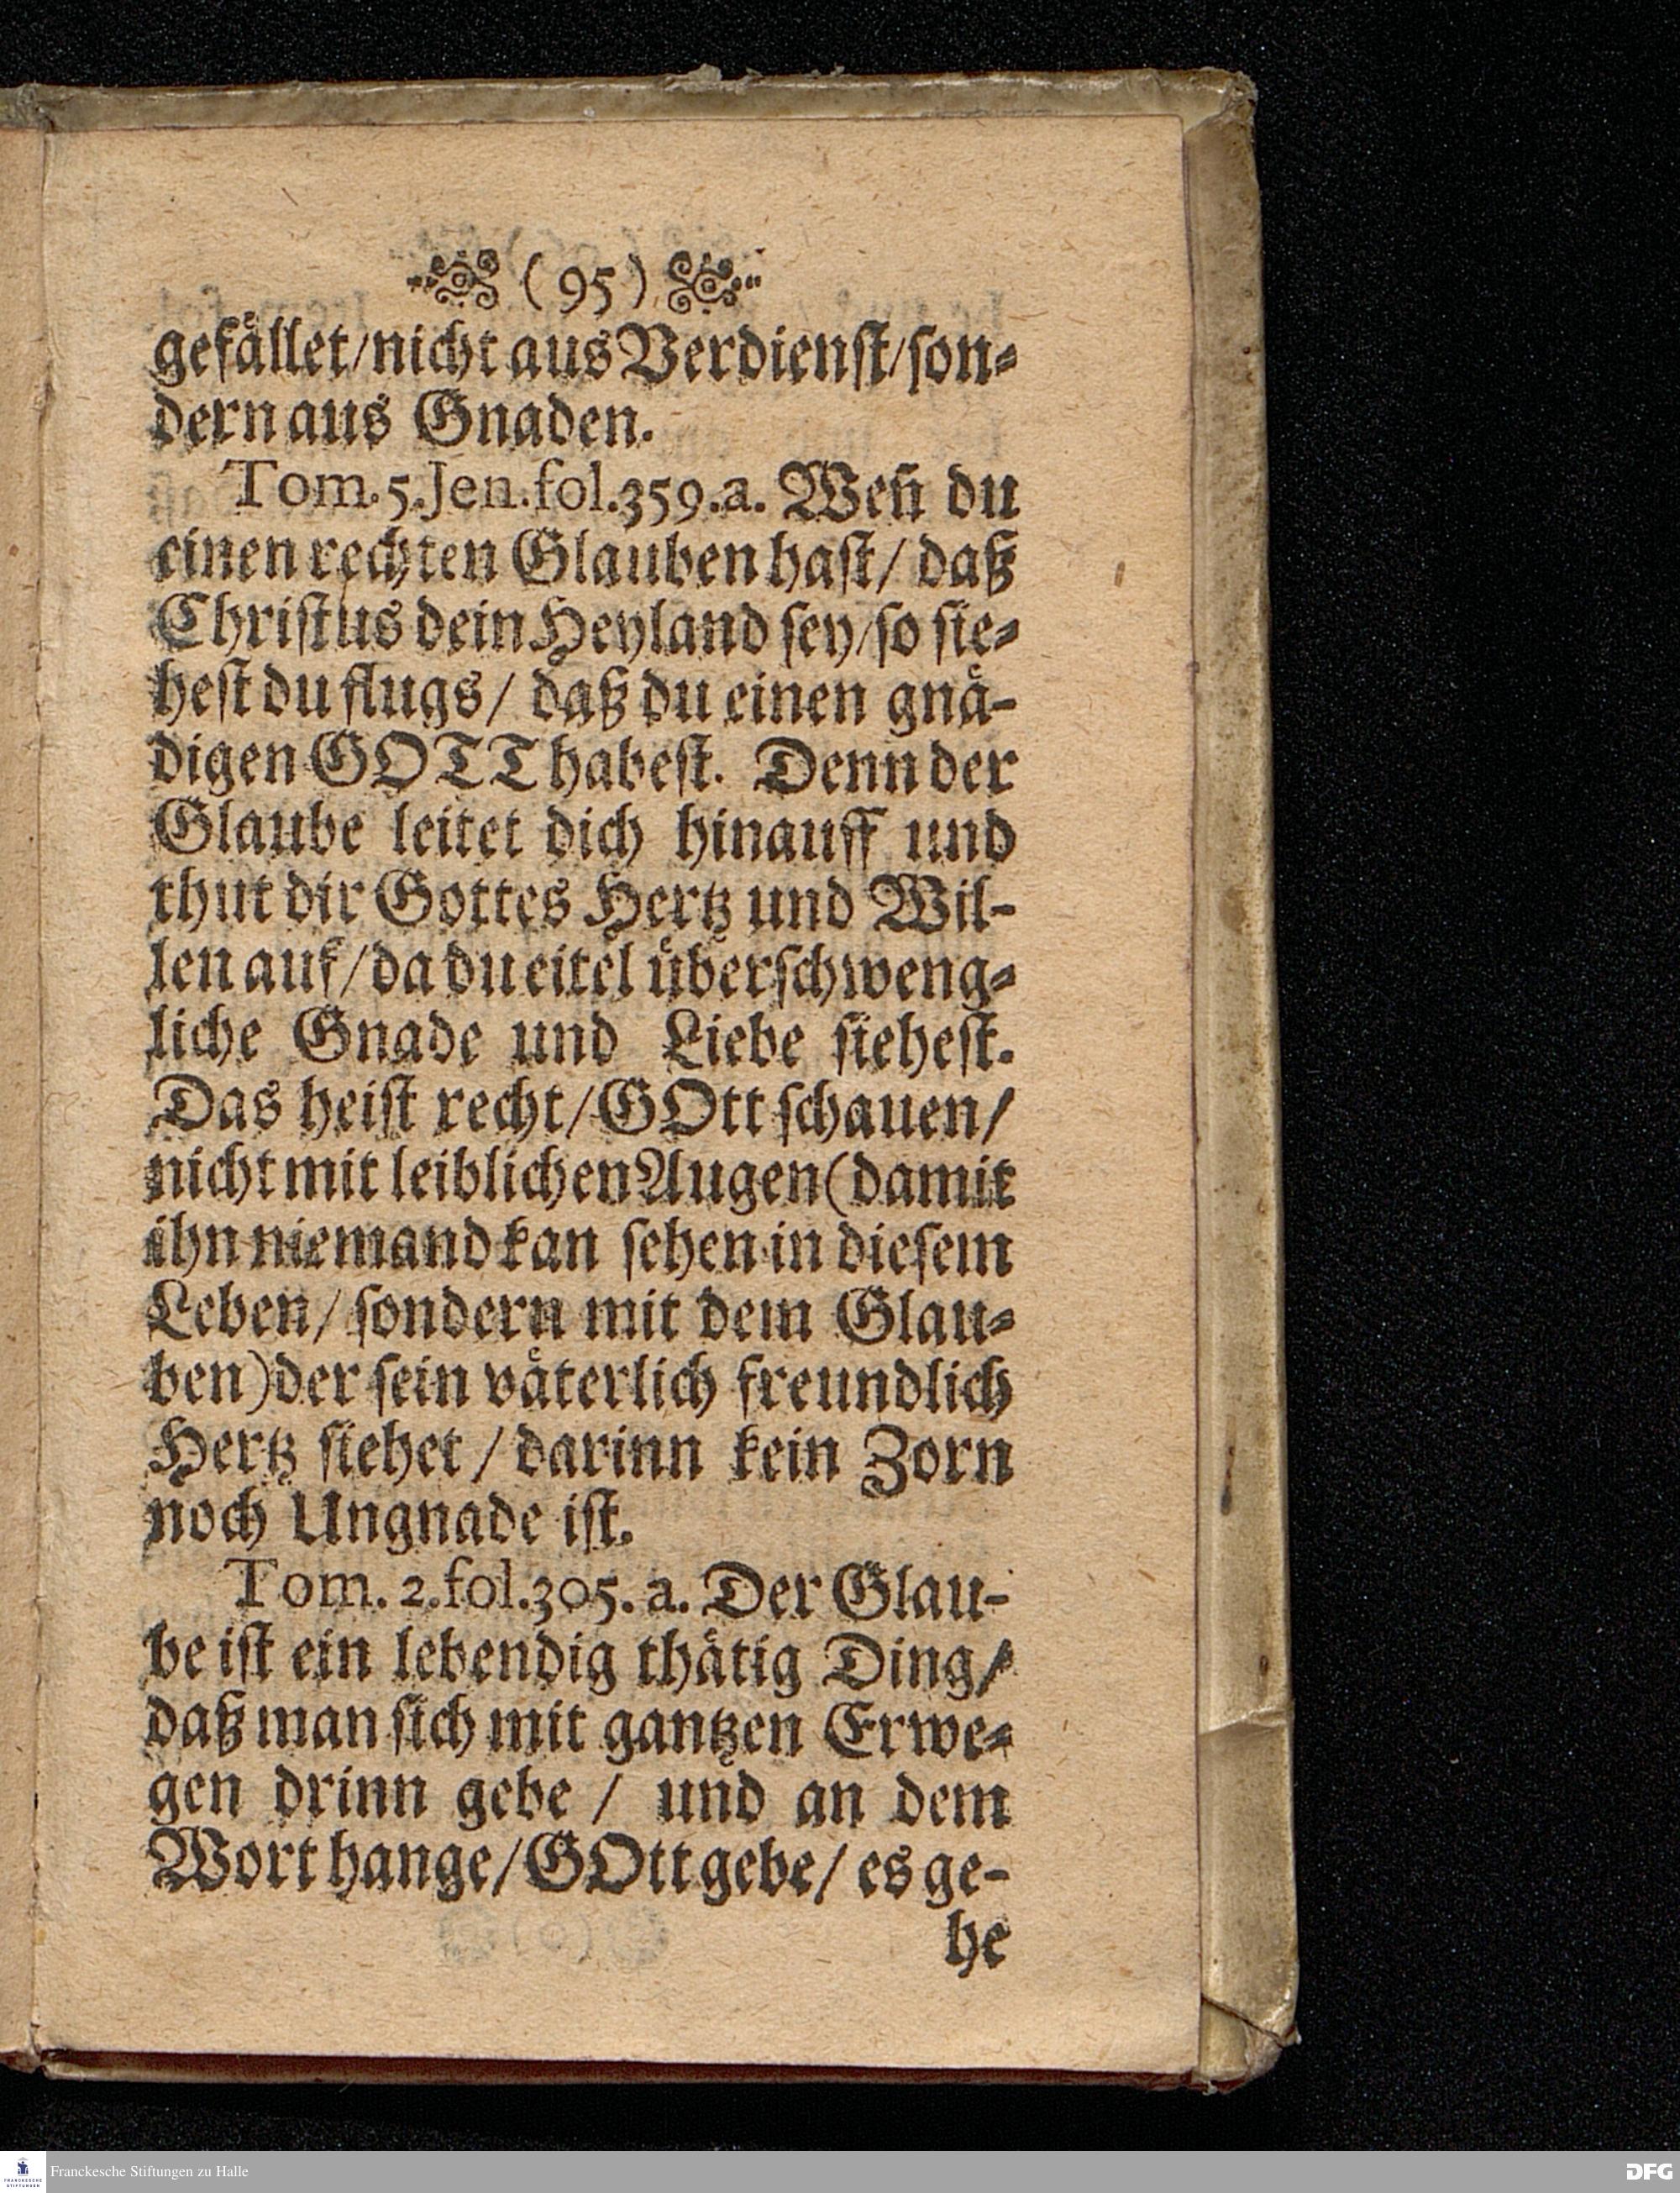 (95)
gefället/nicht aus Verdienst/son-
dern aus Gnaden.
Tom. 5. Jen. fol. 359. a. Weñ du
einen rechten Glauben hast/ daß
Christus dein Heyland sey/so sie-
hest du flugs/ daß du einen gnä-
digen GOTT habest. Denn der
Glaube leitet dich hinauff und
thut dir Gottes Hertz und Wil-
len auf/da du eitel überschweng-
liche Gnade und Liebe siehest.
Das heist recht/GOtt schauen/
nicht mit leiblichen Augen(damit
ihn niemand kan sehen in diesem
Leben/ sondern mit dem Glau-
ben)der sein väterlich freundlich
Hertz siehet/ darinn kein Zorn
noch Ungnade ist.
Tom. 2. fol. 305. a. Der Glau-
be ist ein lebendig thätig Ding/
daß man sich mit gantzen Erwe-
gen drinn gebe / und an dem
Wort hange/GOtt gebe/ es ge-
he
FRANCKESCHE
STIFTUNGEN
Franckesche Stiftungen zu Halle
DFG